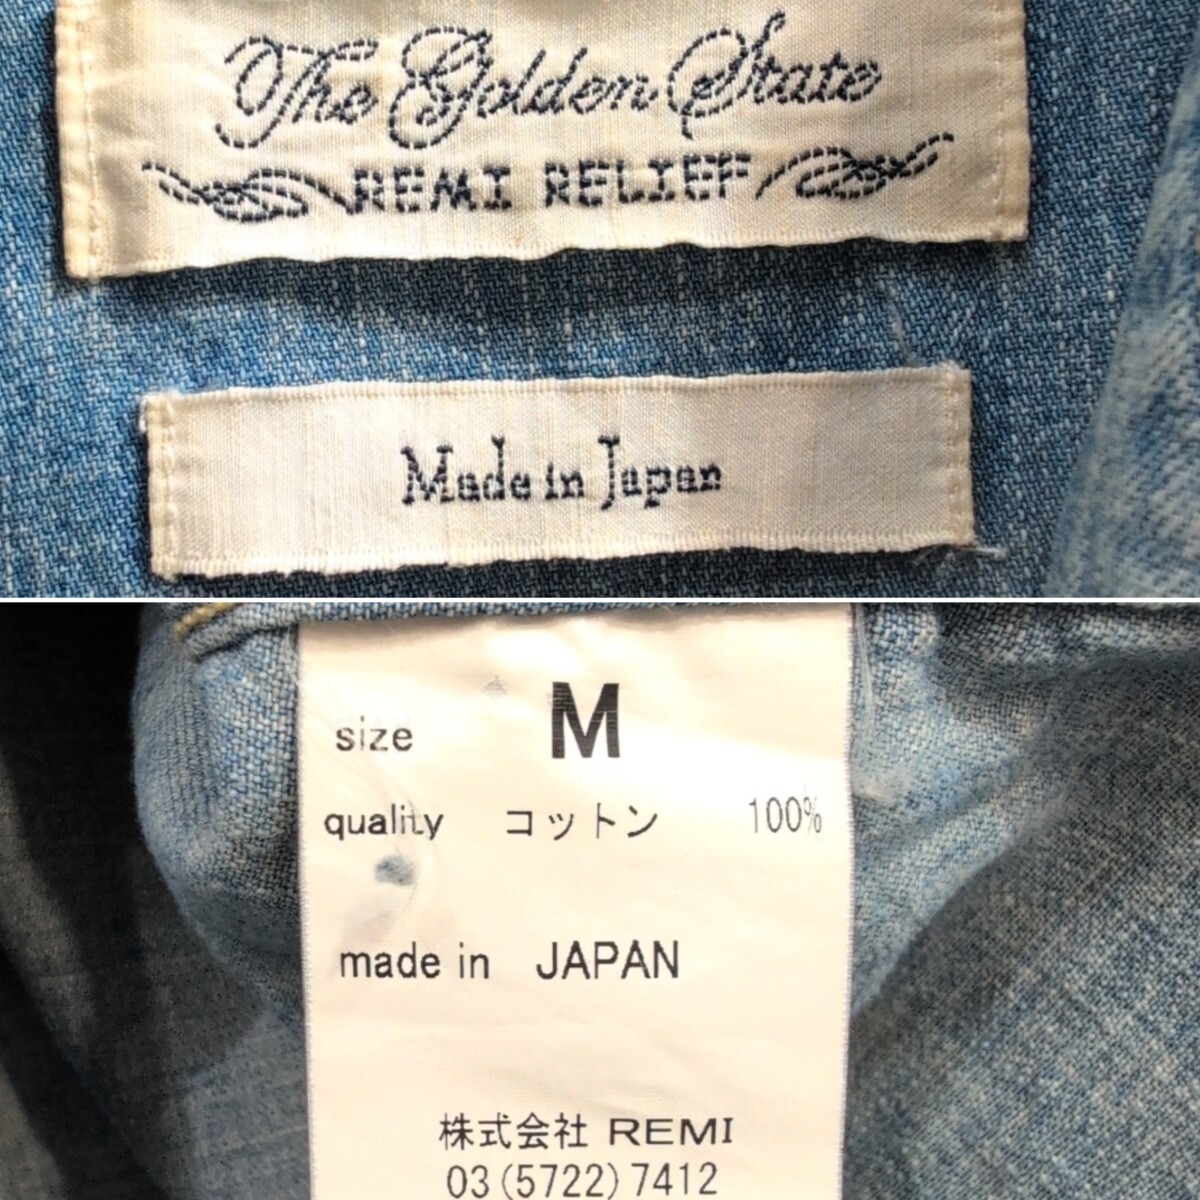 The Golden State
REMI RELIEF
Made in Japan
size M
quality コットン 100%
made in JAPAN
株式会社 REMI
03(5722)7412